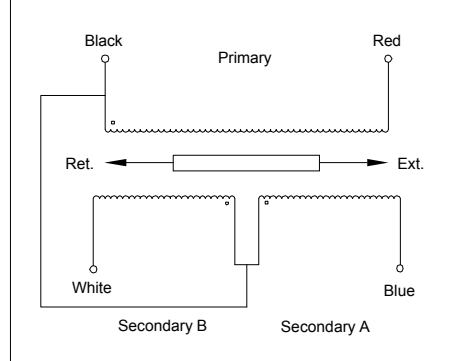 Black
Red
Primary
Ret.
Ext.
White
Blue
Secondary B
Secondary A